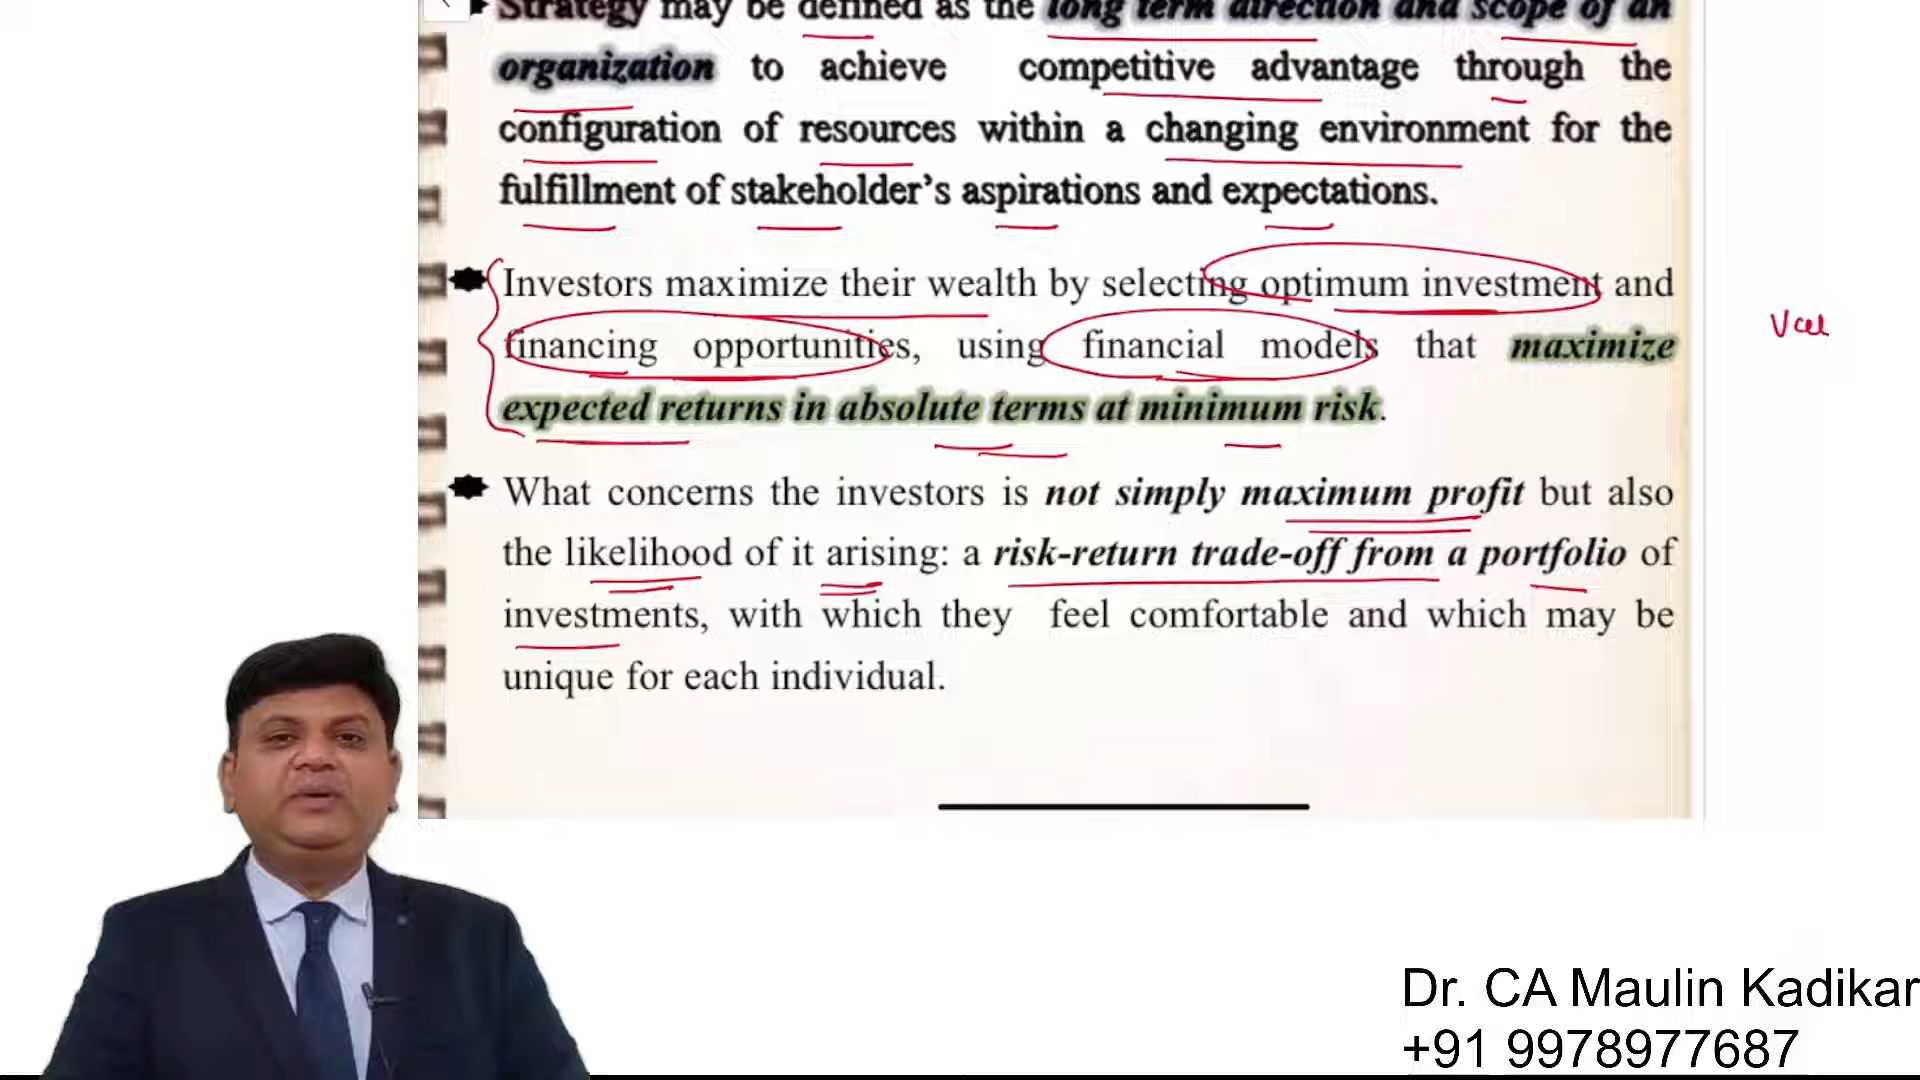 Strategy may be defined as the long term direction and scope of an
organization to achieve competitive advantage through the
configuration of resources within a changing environment for the
fulfillment of stakeholder’s aspirations and expectations.
Investors maximize their wealth by selecting optimum investment and
financing opportunities, using financial models that maximize
expected returns in absolute terms at minimum risk.
What concerns the investors is not simply maximum profit but also
the likelihood of it arising: a risk-return trade-off from a portfolio of
investments, with which they feel comfortable and which may be
unique for each individual.
Dr. CA Maulin Kadikar
+91 9978977687